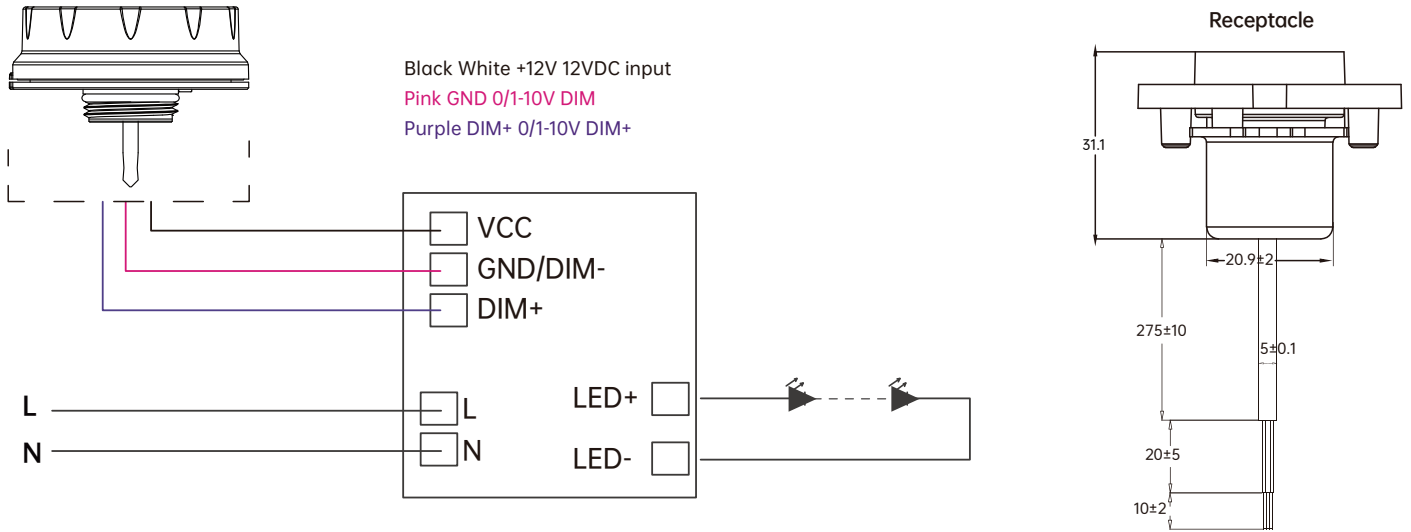 Receptacle
Black White +12V 12VDC input
Pink GND 0/1-10V DIM
Purple DIM+ 0/1-10V DIM+
31.1
VCC
GND/DIM-
DIM+
20.9±2
275±10
5±0.1
L
L
LED+
N
N
LED-
20±5
10±2